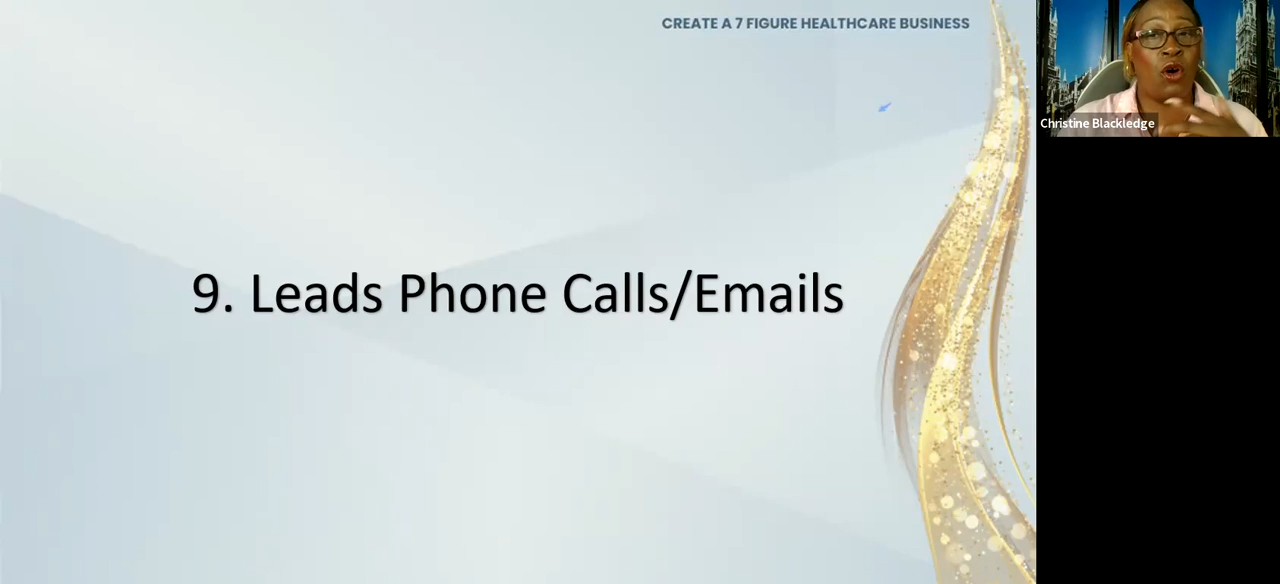 CREATE A 7 FIGURE HEALTHCARE BUSINESS
Christine Blackledge
9. Leads Phone Calls/Emails